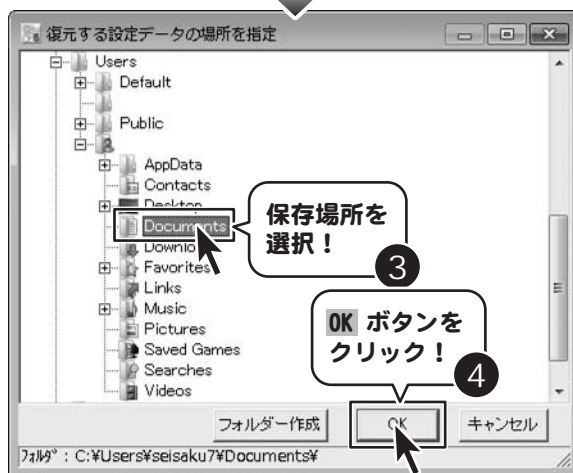 復元する設定データの場所を指定
Users
Default
Public
AppData
Contacts
Desktop
Documents
保存場所を
選択！
3
Downlo
Favorites
Links
Music
Pictures
Saved Games
Searches
Videos
OK ボタンを
クリック！
4
フォルダー作成
OK
キャンセル
ﾌｫﾙﾀﾞ：C:¥Users¥seisaku7¥Documents¥